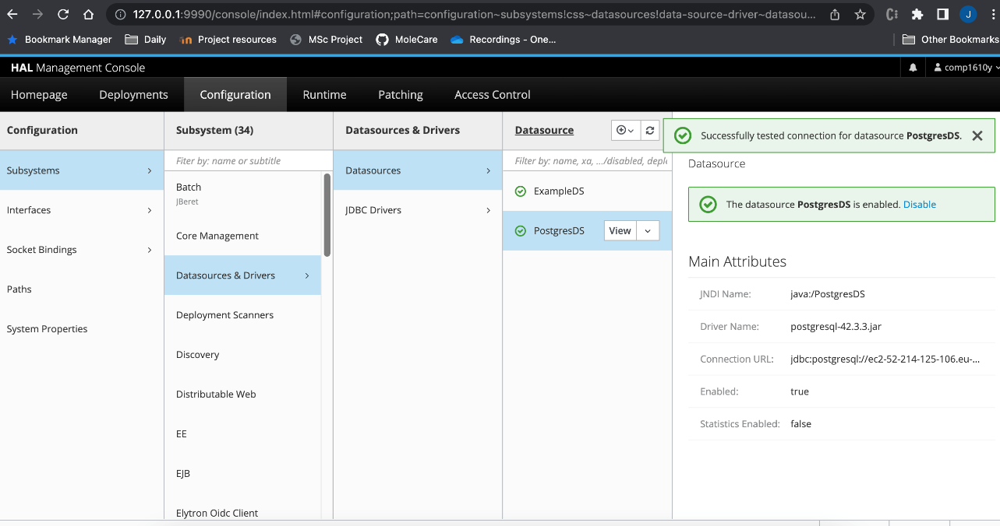 127.0.0.1:9990/console/index.html#configuration;path=configuration~subsystems!css~datasources!data-source-driver~datasou...
J
Bookmark Manager
Daily
Project resources
MSc Project
MoleCare
Recordings - One...
Other Bookmarks
HAL Management Console
comp1610y
Homepage
Deployments
Configuration
Runtime
Patching
Access Control
Configuration
Subsystems
Interfaces
Socket Bindings
Paths
System Properties
Subsystem (34)
Filter by: name or subtitle
Batch
JBeret
Core Management
Datasources & Drivers
Deployment Scanners
Discovery
Distributable Web
EE
EJB
Elytron Oidc Client
Datasources & Drivers
Datasources
JDBC Drivers
Datasource
Filter by: name, xa, .../disabled, deplo
ExampleDS
PostgresDS
View
Successfully tested connection for datasource PostgresDS.
Datasource
The datasource PostgresDS is enabled. Disable
Main Attributes
JNDI Name: java:/PostgresDS
Driver Name: postgresql-42.3.3.jar
Connection URL: jdbc:postgresql://ec2-52-214-125-106.eu-...
Enabled: true
Statistics Enabled: false